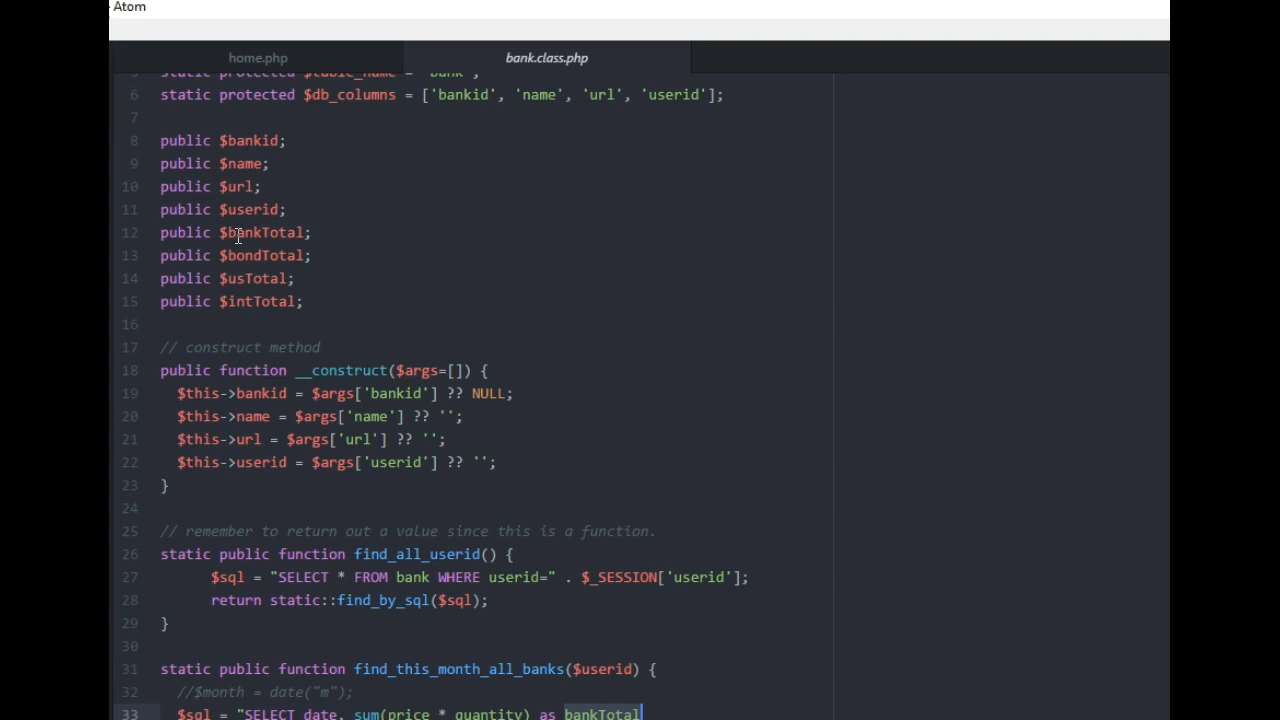 Atom
home.php
bank.class.php
5 static protected $table_name = 'bank';
6 static protected $db_columns = ['bankid', 'name', 'url', 'userid'];
7
8 public $bankid;
9 public $name;
10 public $url;
11 public $userid;
12 public $bankTotal;
13 public $bondTotal;
14 public $usTotal;
15 public $intTotal;
16
17 // construct method
18 public function __construct($args=[]) {
19 $this->bankid = $args['bankid'] ?? NULL;
20 $this->name = $args['name'] ?? '';
21 $this->url = $args['url'] ?? '';
22 $this->userid = $args['userid'] ?? '';
23 }
24
25 // remember to return out a value since this is a function.
26 static public function find_all_userid() {
27 $sql = "SELECT * FROM bank WHERE userid=" . $_SESSION['userid'];
28 return static::find_by_sql($sql);
29 }
30
31 static public function find_this_month_all_banks($userid) {
32 //$month = date("m");
33 $sql = "SELECT date, sum(price * quantity) as bankTotal